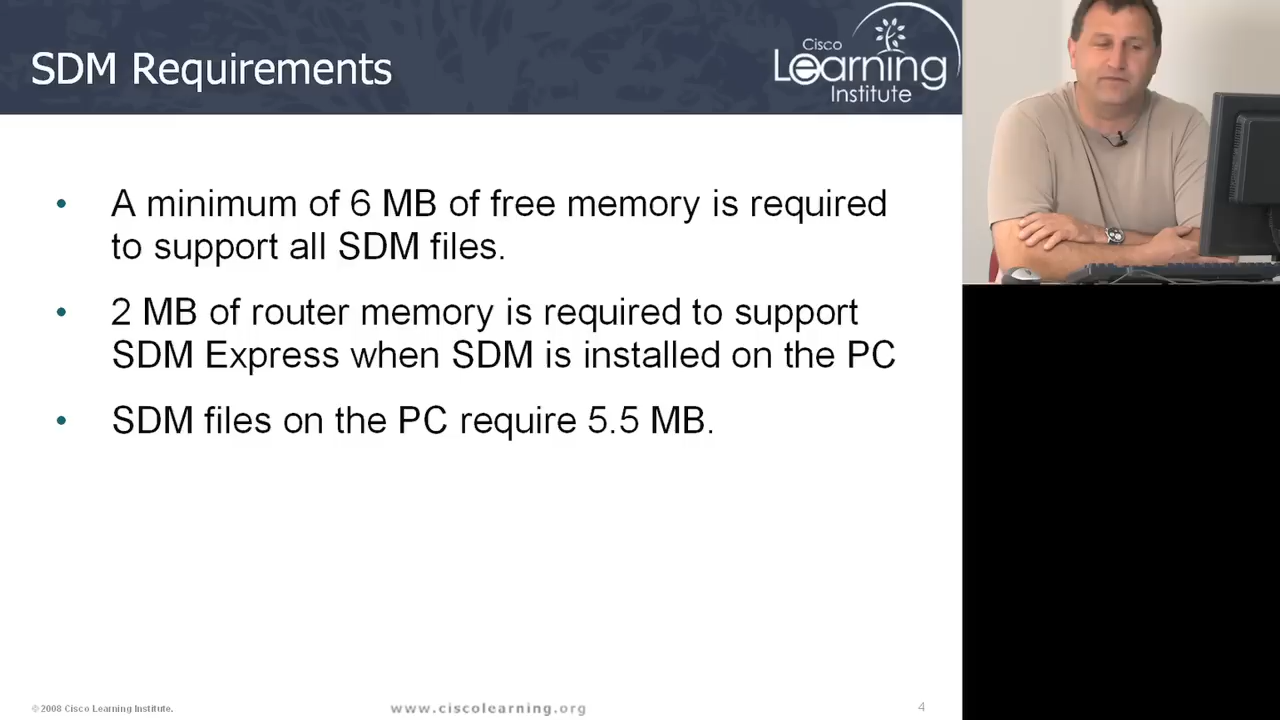 SDM Requirements
Cisco
Learning
Institute
• A minimum of 6 MB of free memory is required
to support all SDM files.
• 2 MB of router memory is required to support
SDM Express when SDM is installed on the PC
• SDM files on the PC require 5.5 MB.
© 2008 Cisco Learning Institute.
www.ciscolearning.org
4